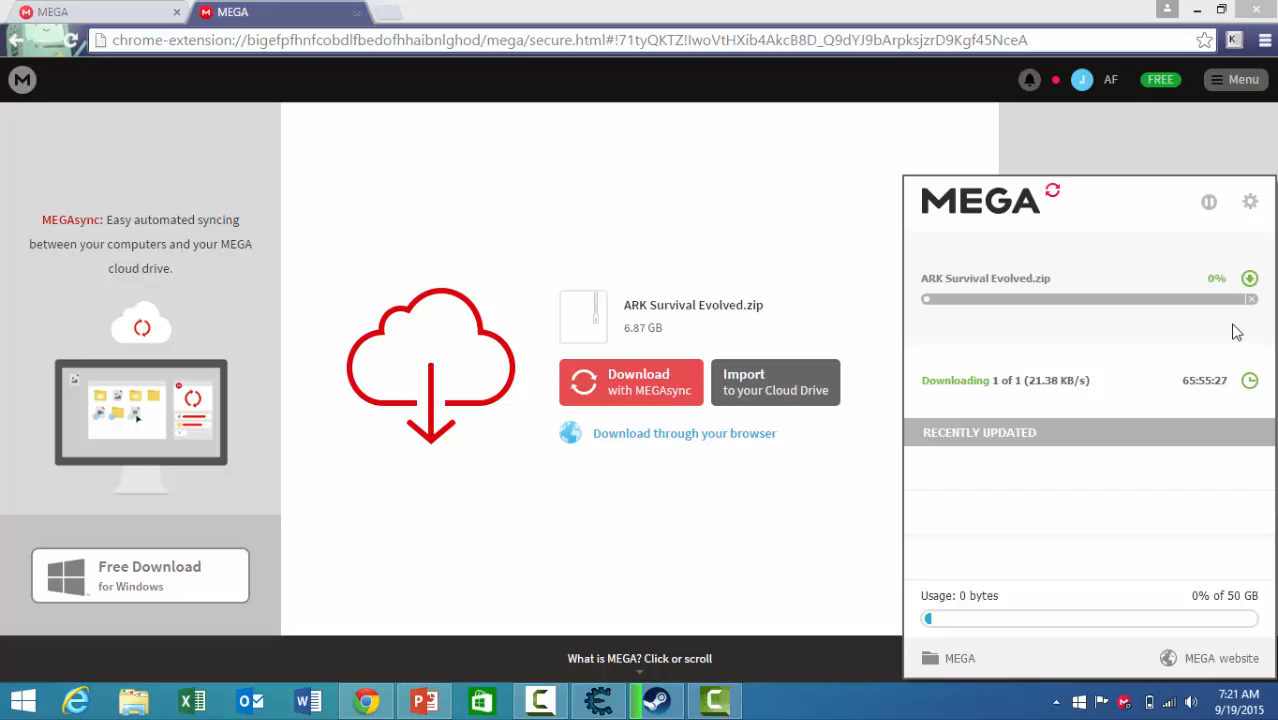 MEGA
MEGA
chrome-extension://bigefpfhnfcobdlfbedofhhaibnlghod/mega/secure.html#!71tyQKTZ!IwoVtHXib4AkcB8D_Q9dYJ9bArpksjzrD9Kgf45NceA
K
M
J
AF
FREE
Menu
MEGAsync: Easy automated syncing
between your computers and your MEGA
cloud drive.
Free Download
for Windows
ARK Survival Evolved.zip
6.87 GB
Download
with MEGAsync
Import
to your Cloud Drive
Download through your browser
What is MEGA? Click or scroll
MEGA
ARK Survival Evolved.zip 0%
Downloading 1 of 1 (21.38 KB/s) 65:55:27
RECENTLY UPDATED
Usage: 0 bytes 0% of 50 GB
MEGA
MEGA website
7:21 AM
9/19/2015